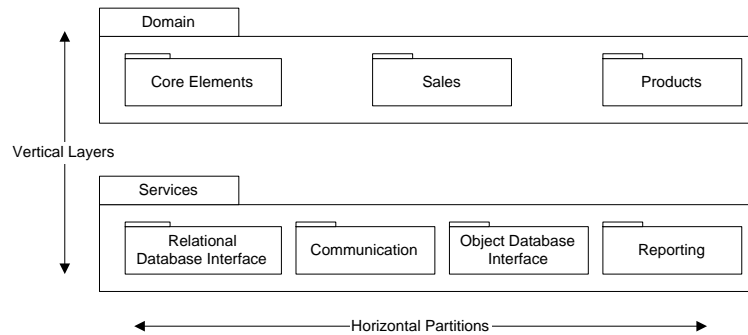 Domain
Core Elements
Sales
Products
Vertical Layers
Services
Relational
Database Interface
Communication
Object Database
Interface
Reporting
Horizontal Partitions